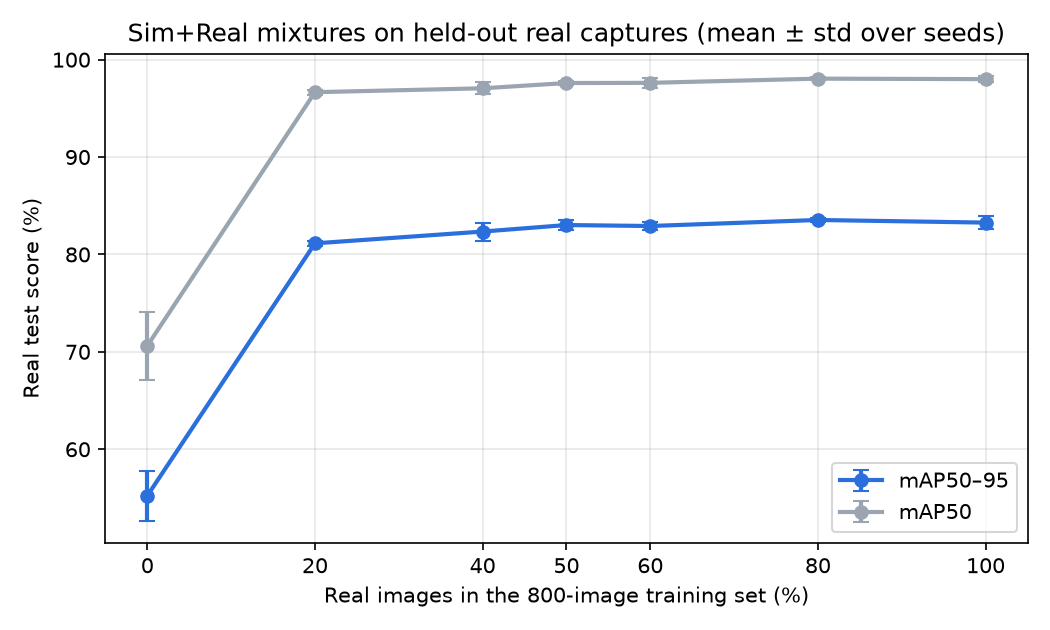 Sim+Real mixtures on held-out real captures (mean ± std over seeds)
Real test score (%)
100
90
80
70
60
0 20 40 50 60 80 100
Real images in the 800-image training set (%)
mAP50–95
mAP50